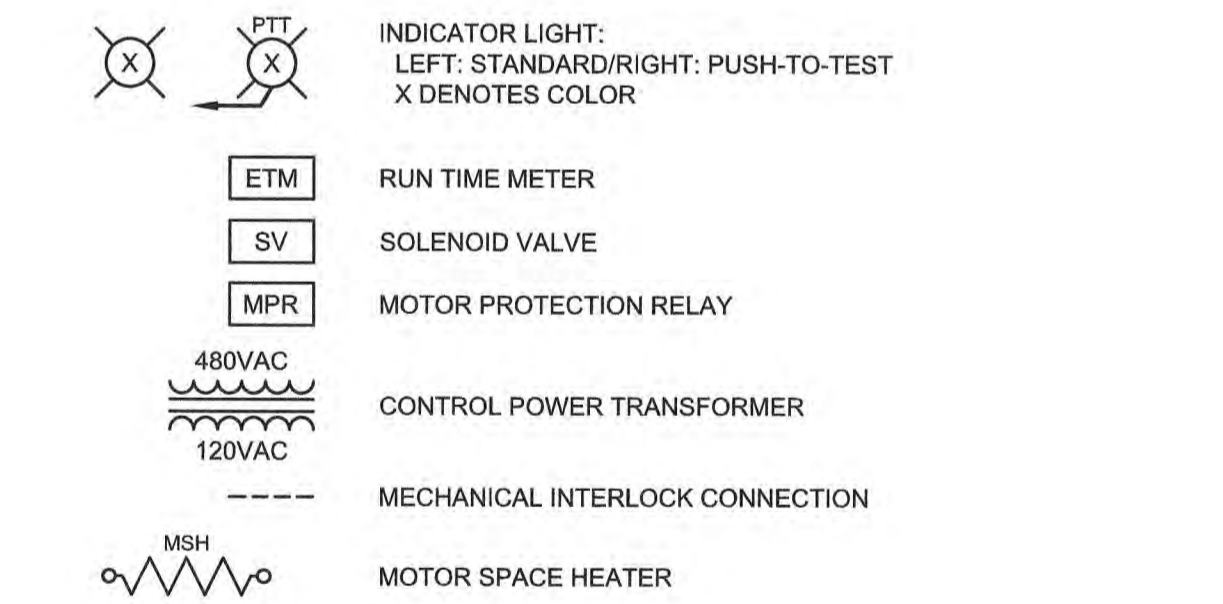 PTT
X X
INDICATOR LIGHT:
LEFT: STANDARD/RIGHT: PUSH-TO-TEST
X DENOTES COLOR
ETM RUN TIME METER
SV SOLENOID VALVE
MPR MOTOR PROTECTION RELAY
480VAC
CONTROL POWER TRANSFORMER
120VAC
MECHANICAL INTERLOCK CONNECTION
MSH
MOTOR SPACE HEATER